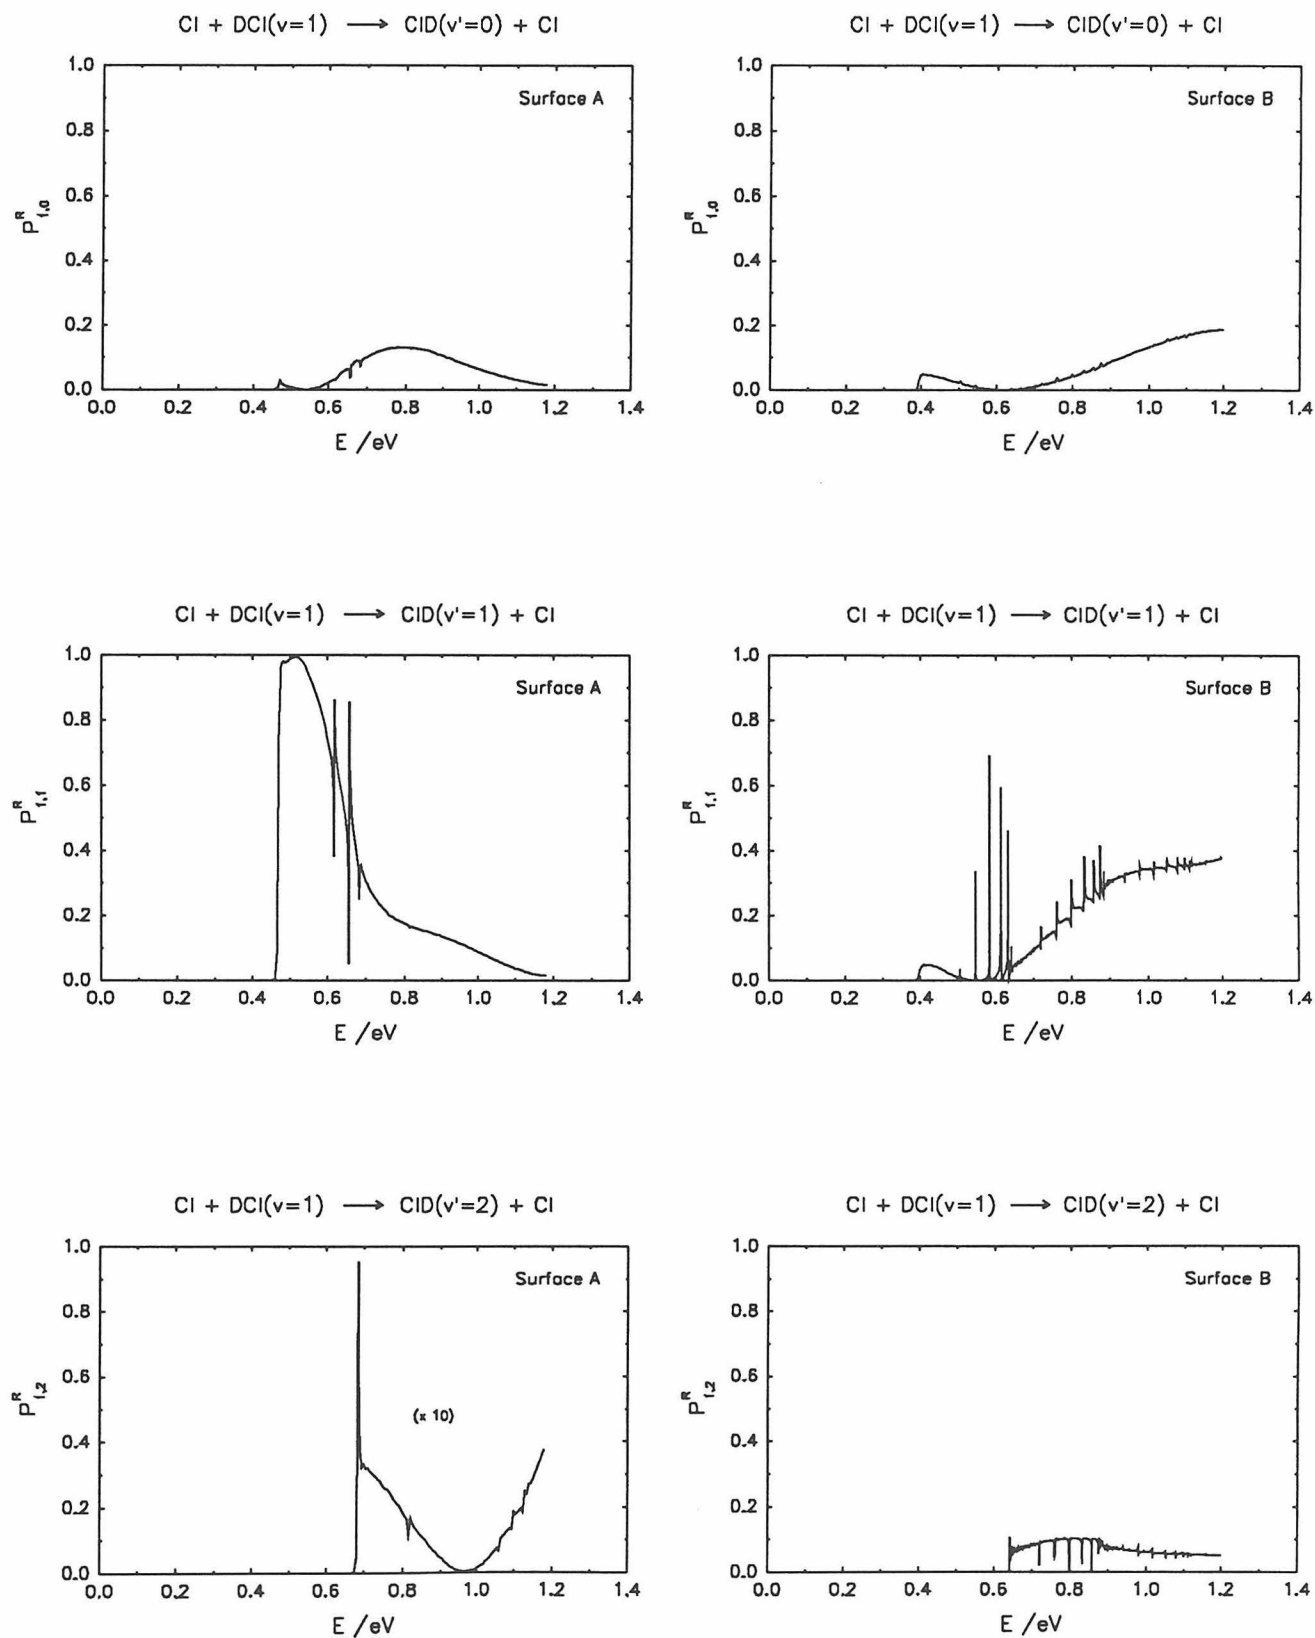 Cl + DCl(v=1) ⟶ ClD(v'=0) + Cl
Surface A
1.0
0.8
0.6
0.4
0.2
0.0
P^R_1,0
0.0 0.2 0.4 0.6 0.8 1.0 1.2 1.4
E /eV
Cl + DCl(v=1) ⟶ ClD(v'=0) + Cl
Surface B
1.0
0.8
0.6
0.4
0.2
0.0
P^R_1,0
0.0 0.2 0.4 0.6 0.8 1.0 1.2 1.4
E /eV
Cl + DCl(v=1) ⟶ ClD(v'=1) + Cl
Surface A
1.0
0.8
0.6
0.4
0.2
0.0
P^R_1,1
0.0 0.2 0.4 0.6 0.8 1.0 1.2 1.4
E /eV
Cl + DCl(v=1) ⟶ ClD(v'=1) + Cl
Surface B
1.0
0.8
0.6
0.4
0.2
0.0
P^R_1,1
0.0 0.2 0.4 0.6 0.8 1.0 1.2 1.4
E /eV
Cl + DCl(v=1) ⟶ ClD(v'=2) + Cl
Surface A
1.0
0.8
0.6
0.4
0.2
0.0
P^R_1,2
(x 10)
0.0 0.2 0.4 0.6 0.8 1.0 1.2 1.4
E /eV
Cl + DCl(v=1) ⟶ ClD(v'=2) + Cl
Surface B
1.0
0.8
0.6
0.4
0.2
0.0
P^R_1,2
0.0 0.2 0.4 0.6 0.8 1.0 1.2 1.4
E /eV